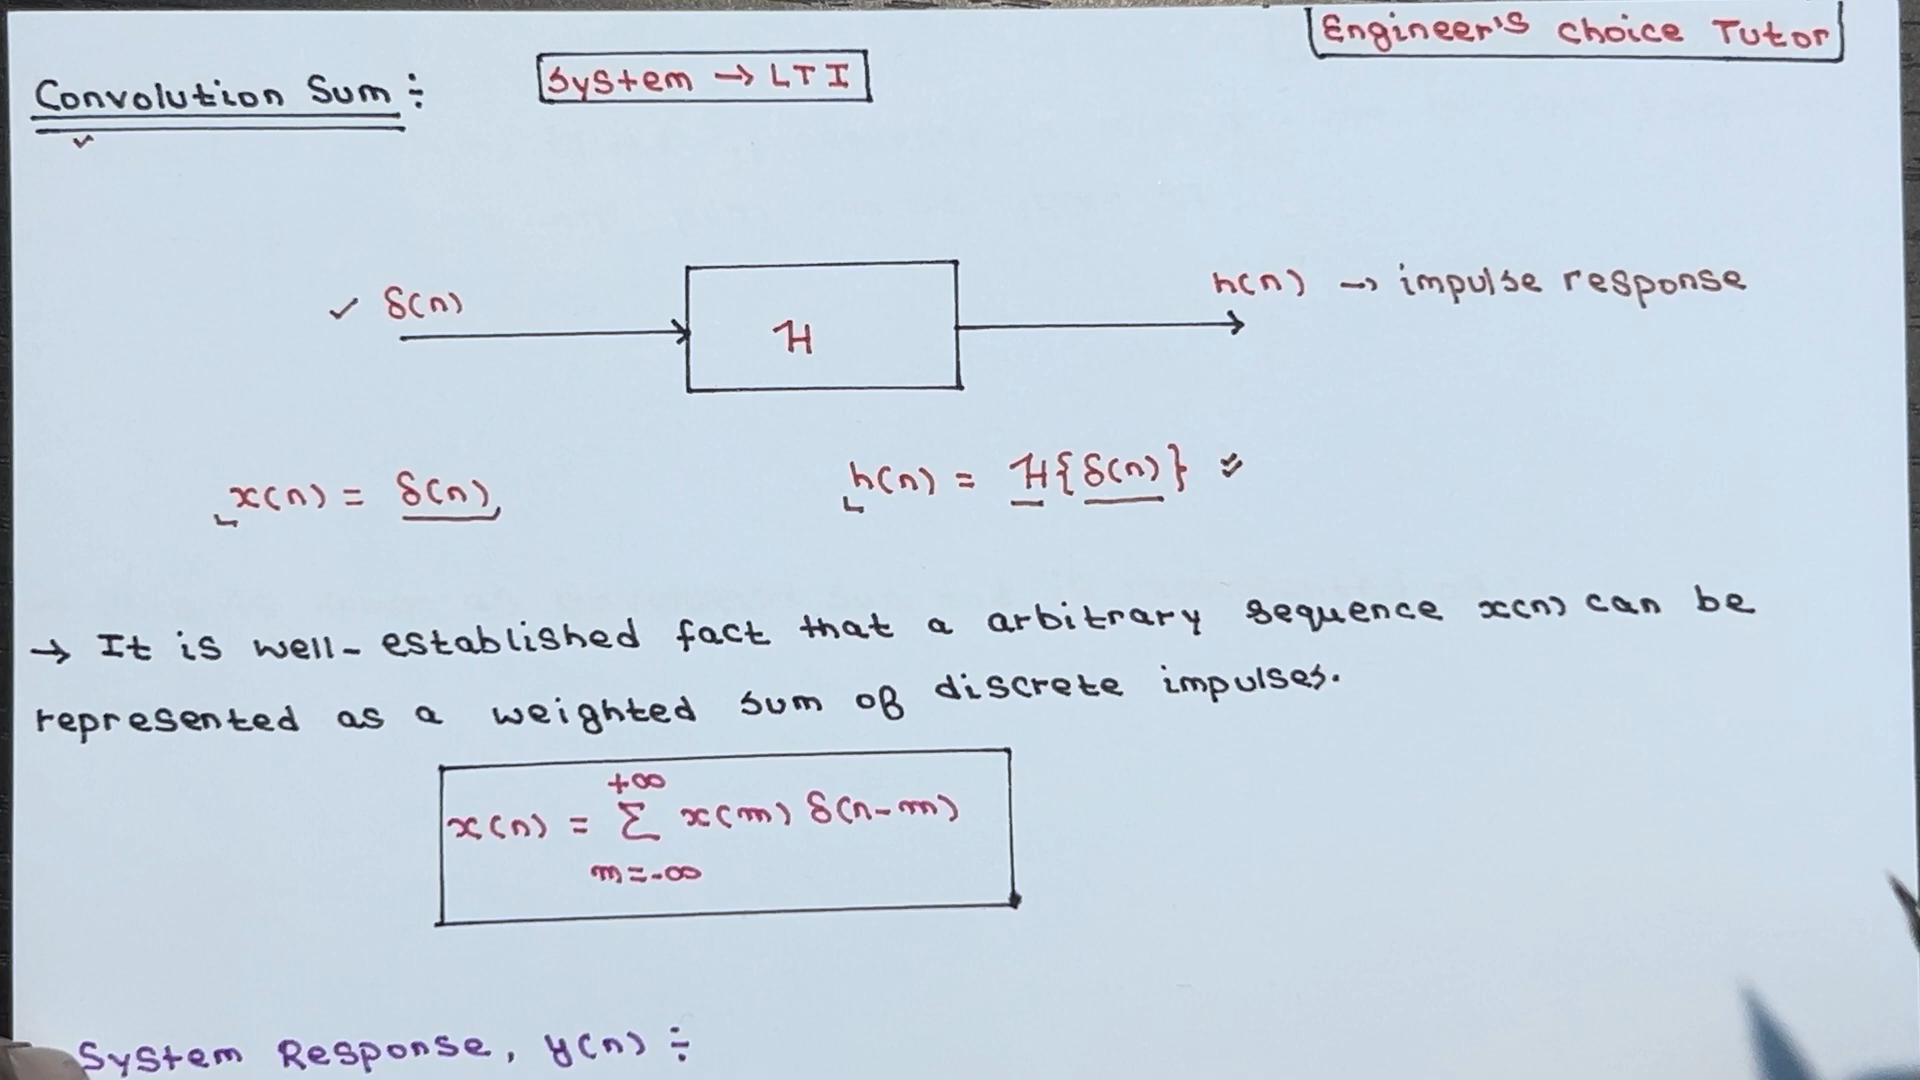 Engineer's Choice Tutor
Convolution Sum :
System → LTI
δ(n)
H
h(n) → impulse response
x(n) = δ(n)
h(n) = H{δ(n)}
→ It is well-established fact that a arbitrary sequence x(n) can be
represented as a weighted sum of discrete impulses.
+∞
x(n) = Σ x(m) δ(n-m)
m=-∞
System Response, y(n) :